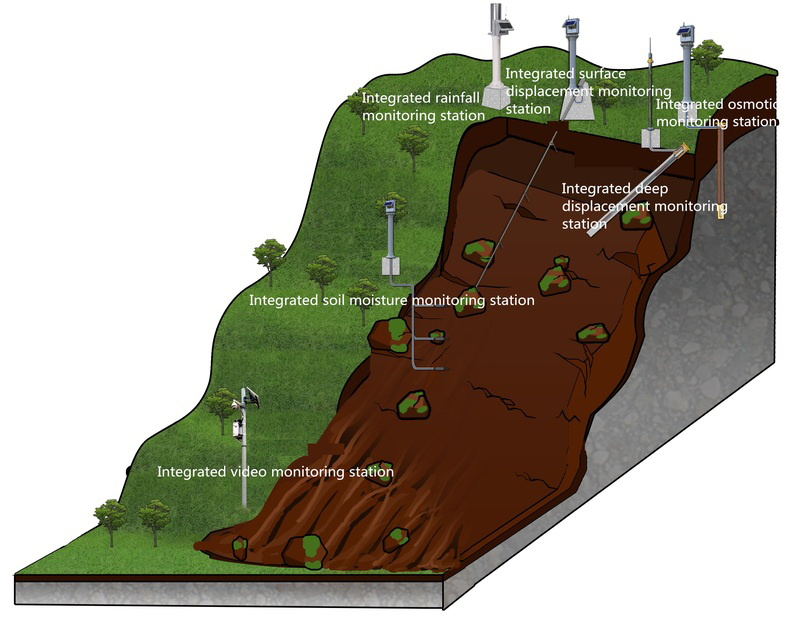 Integrated surface
displacement monitoring
station
Integrated rainfall
monitoring station
Integrated osmotic
monitoring station
Integrated deep
displacement monitoring
station
Integrated soil moisture monitoring station
Integrated video monitoring station